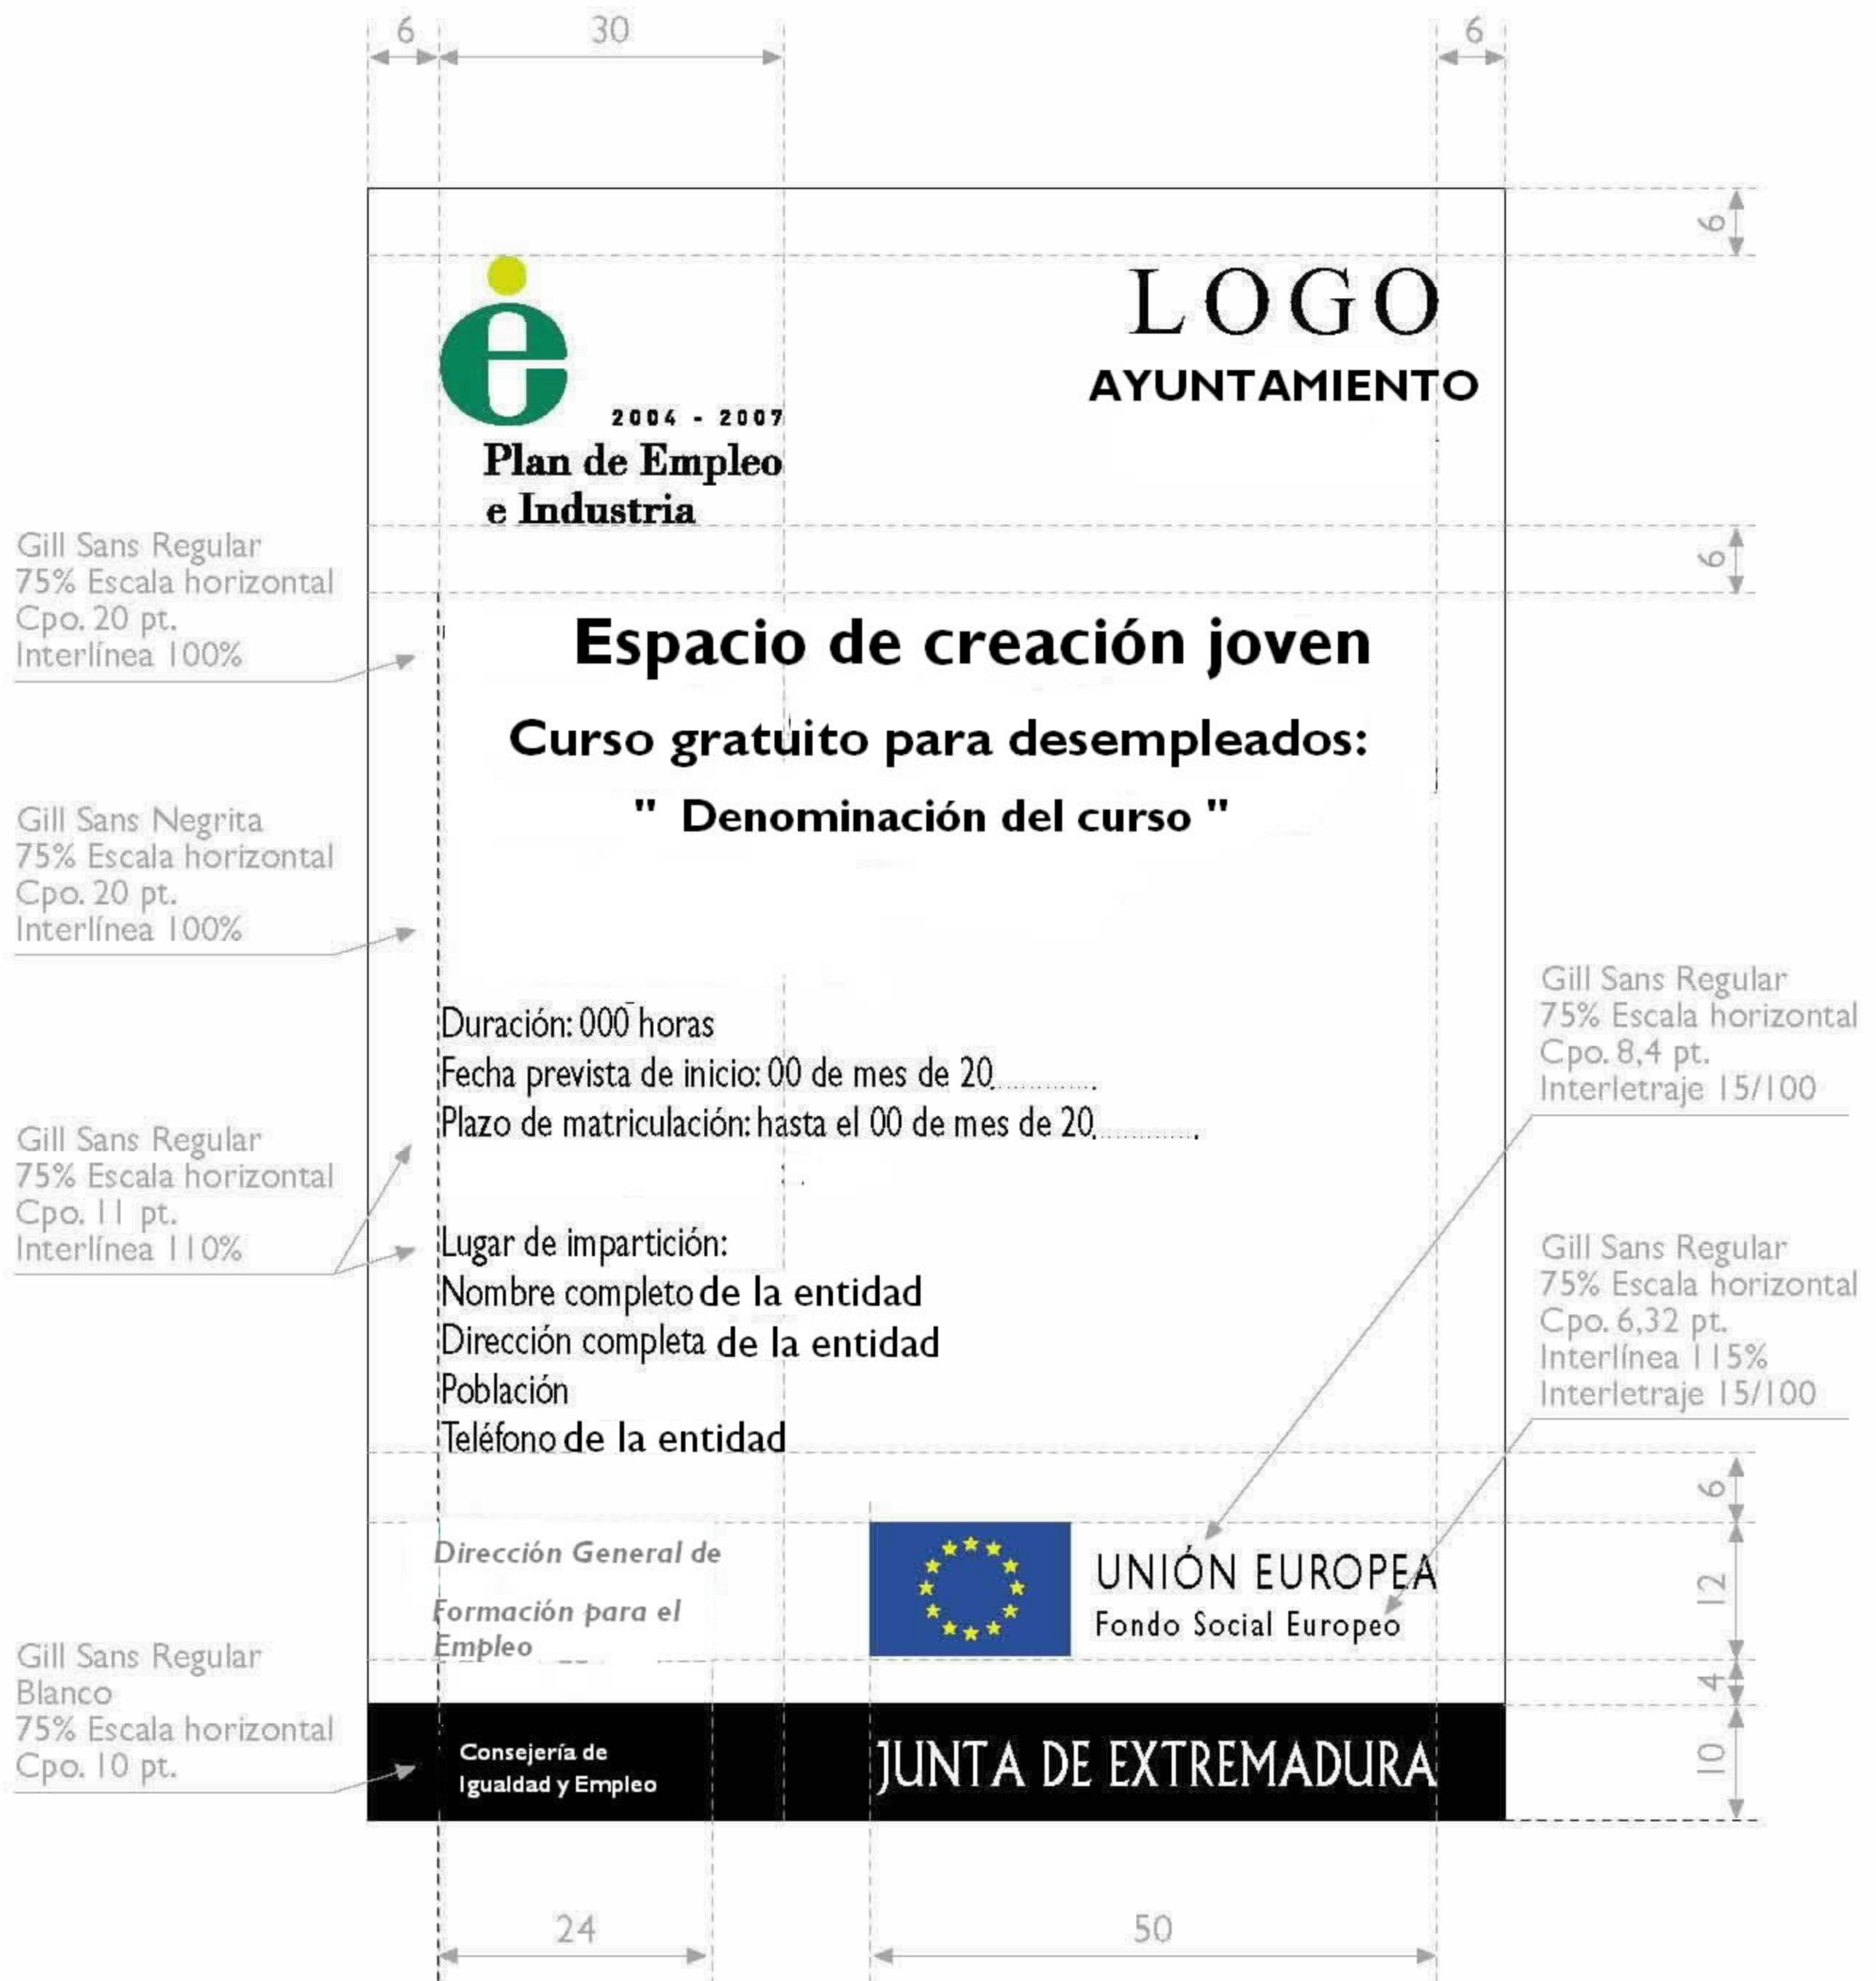 6
30
6
6
LOGO
AYUNTAMIENTO
2004 - 2007
Plan de Empleo
e Industria
6
Gill Sans Regular
75% Escala horizontal
Cpo. 20 pt.
Interlínea 100%
Espacio de creación joven
Curso gratuito para desempleados:
" Denominación del curso "
Gill Sans Negrita
75% Escala horizontal
Cpo. 20 pt.
Interlínea 100%
Duración: 000 horas
Fecha prevista de inicio: 00 de mes de 20.............
Plazo de matriculación: hasta el 00 de mes de 20.............
Gill Sans Regular
75% Escala horizontal
Cpo. 8,4 pt.
Interletraje 15/100
Gill Sans Regular
75% Escala horizontal
Cpo. 11 pt.
Interlínea 110%
Lugar de impartición:
Nombre completo de la entidad
Dirección completa de la entidad
Población
Teléfono de la entidad
Gill Sans Regular
75% Escala horizontal
Cpo. 6,32 pt.
Interlínea 115%
Interletraje 15/100
6
Dirección General de
Formación para el
Empleo
UNIÓN EUROPEA
Fondo Social Europeo
12
4
Gill Sans Regular
Blanco
75% Escala horizontal
Cpo. 10 pt.
Consejería de
Igualdad y Empleo
JUNTA DE EXTREMADURA
10
24
50